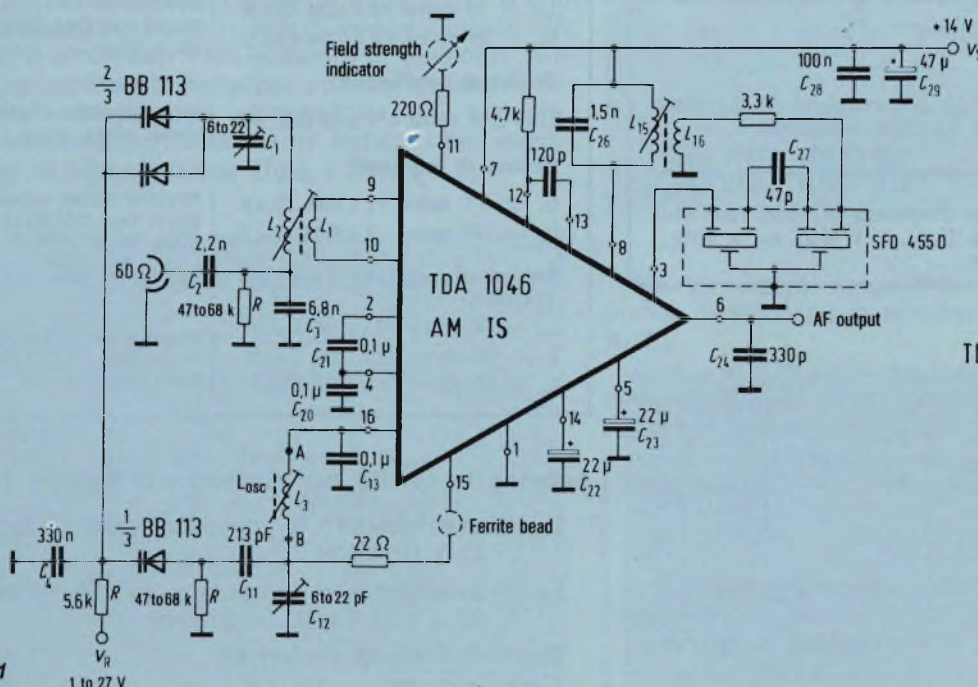 Field strength
indicator
220 Ω
11
2/3 BB 113
6 to 22
C1
L2
L1
9
10
60 Ω
2,2 n
C2
47 to 68 k
R
6,8 n
C3
C21
0,1 µ
2
4
0,1 µ
C20
16
A
0,1 µ
C13
Losc
L3
B
330 n
C4
1/3 BB 113
213 pF
C11
22 Ω
5.6 k
R
47 to 68 k
R
6 to 22 pF
C12
VR
1 to 27 V
Ferrite bead
15
1
14
22 µ
C22
5
22 µ
C23
TDA 1046
AM IS
4,7k
12
120 p
13
7
1,5 n
C26
L15
L16
8
3
3,3 k
C27
47 p
SFD 455 D
100 n
C28
47 µ
C29
+14 V
6
AF output
C24
330 p